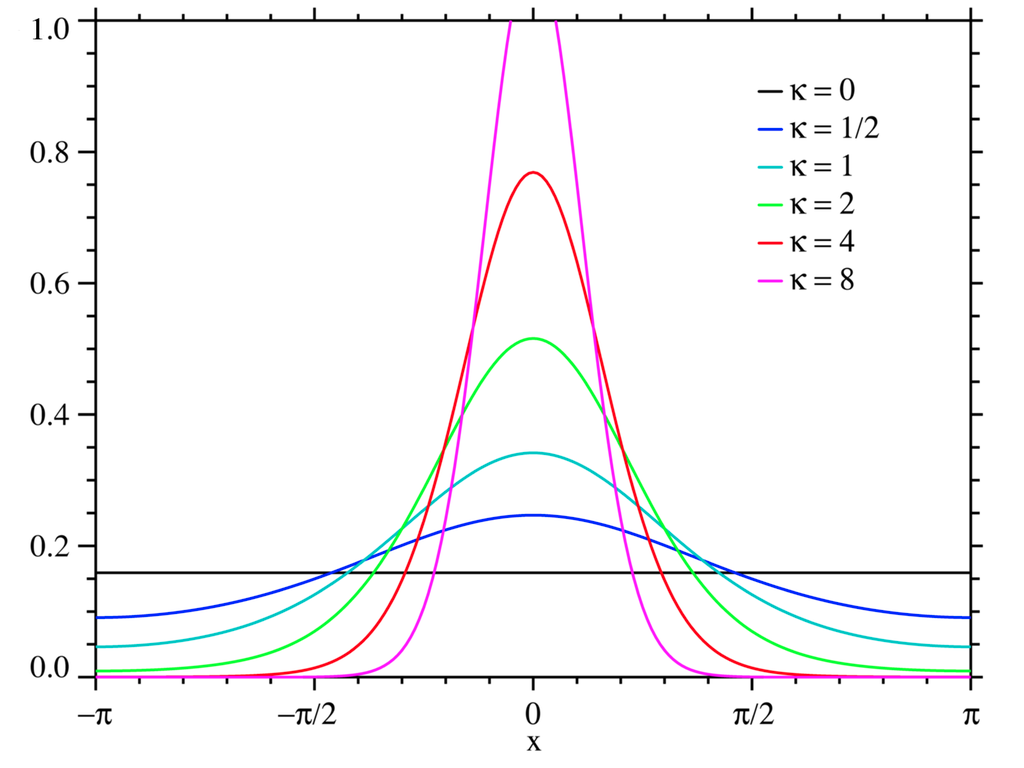 1.0
0.8
0.6
0.4
0.2
0.0
κ = 0
κ = 1/2
κ = 1
κ = 2
κ = 4
κ = 8
−π −π/2 0 π/2 π
x